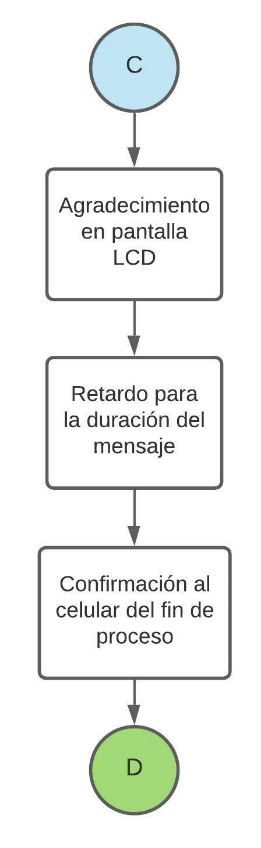 C
Agradecimiento
en pantalla
LCD
Retardo para
la duración del
mensaje
Confirmación al
celular del fin de
proceso
D